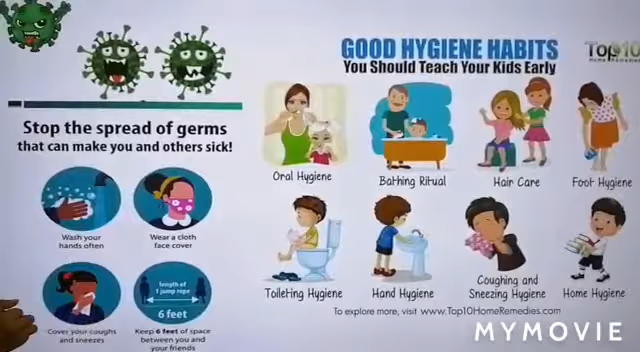 Stop the spread of germs
that can make you and others sick!
Wash your
hands often
Wear a cloth
face cover
Cover your coughs
and sneezes
length of
1 jump rope
6 feet
Keep 6 feet of space
between you and
your friends
GOOD HYGIENE HABITS
You Should Teach Your Kids Early
Top10
Home Remedies
Oral Hygiene
Bathing Ritual
Hair Care
Foot Hygiene
Toileting Hygiene
Hand Hygiene
Coughing and
Sneezing Hygiene
Home Hygiene
To explore more, visit www.Top10HomeRemedies.com
MYMOVIE